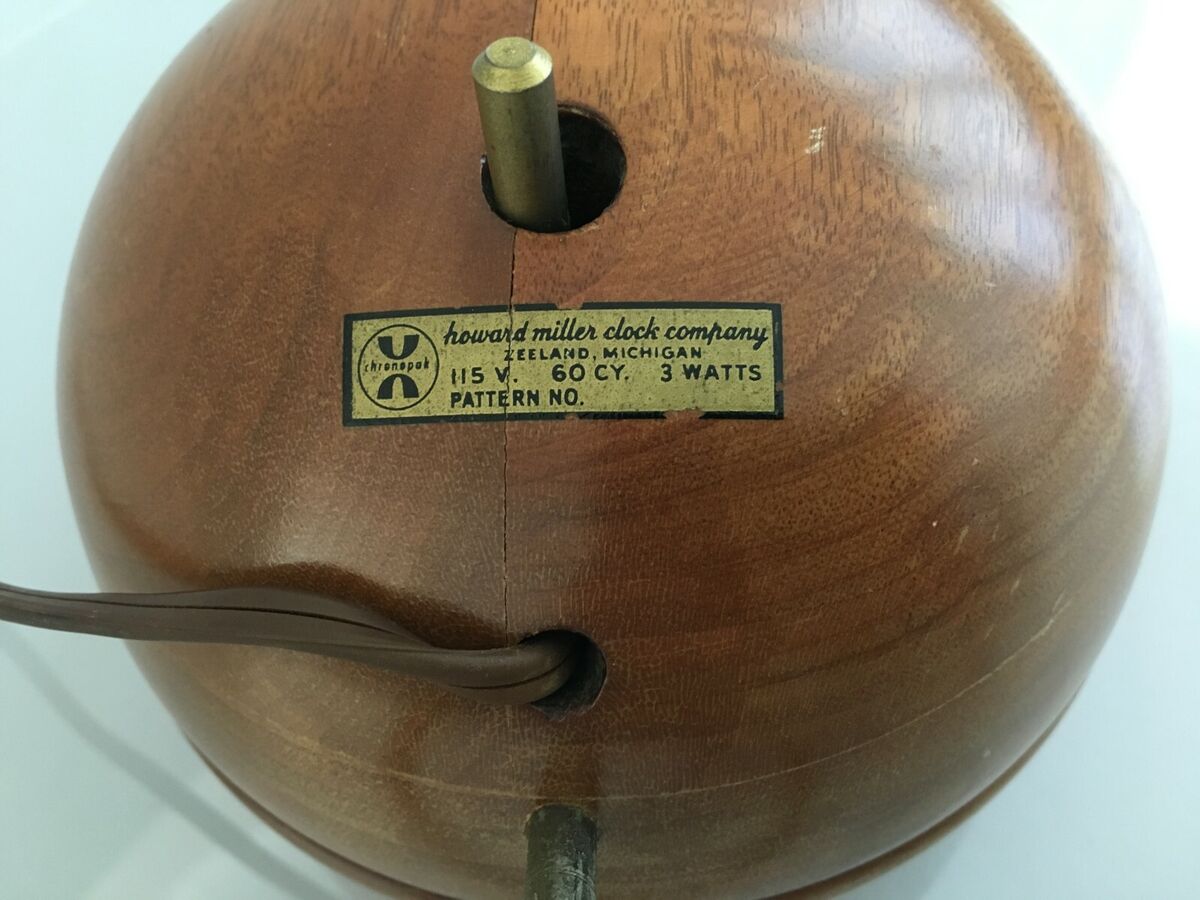 howard miller clock company
chronopak
ZEELAND, MICHIGAN
115 V. 60 CY. 3 WATTS
PATTERN NO.